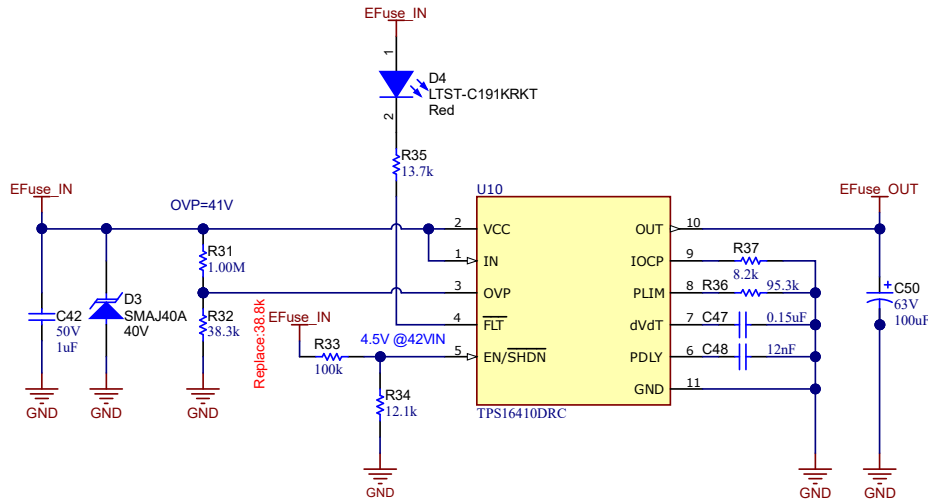 EFuse_IN
1
D4
LTST-C191KRKT
Red
2
R35
13.7k
EFuse_IN
OVP=41V
U10
EFuse_OUT
2
VCC
OUT
10
R31
1.00M
1
IN
IOCP
9
R37
8.2k
3
OVP
PLIM
8
R36
95.3k
C42
50V
1uF
D3
SMAJ40A
40V
R32
38.3k
Replace:38.8k
EFuse_IN
4
FLT
dVdT
7
C47
0.15uF
+
C50
63V
100uF
4.5V @42VIN
R33
100k
5
EN/SHDN
PDLY
6
C48
12nF
GND
11
R34
12.1k
TPS16410DRC
GND
GND
GND
GND
GND
GND